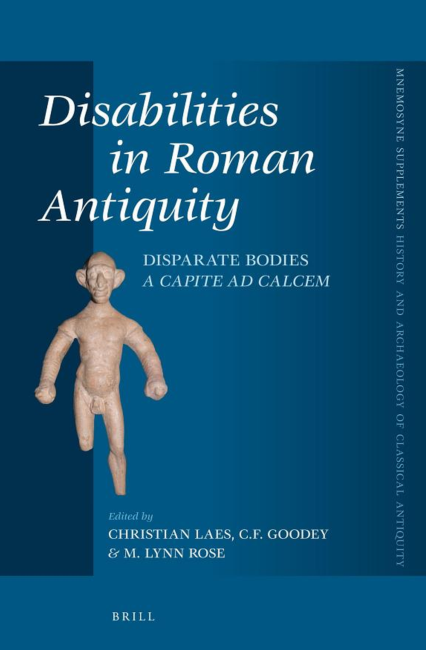 Disabilities
in Roman
Antiquity
DISPARATE BODIES
A CAPITE AD CALCEM
Edited by
CHRISTIAN LAES, C.F. GOODEY
& M. LYNN ROSE
BRILL
MNEMOSYNE SUPPLEMENTS HISTORY AND ARCHAEOLOGY OF CLASSICAL ANTIQUITY